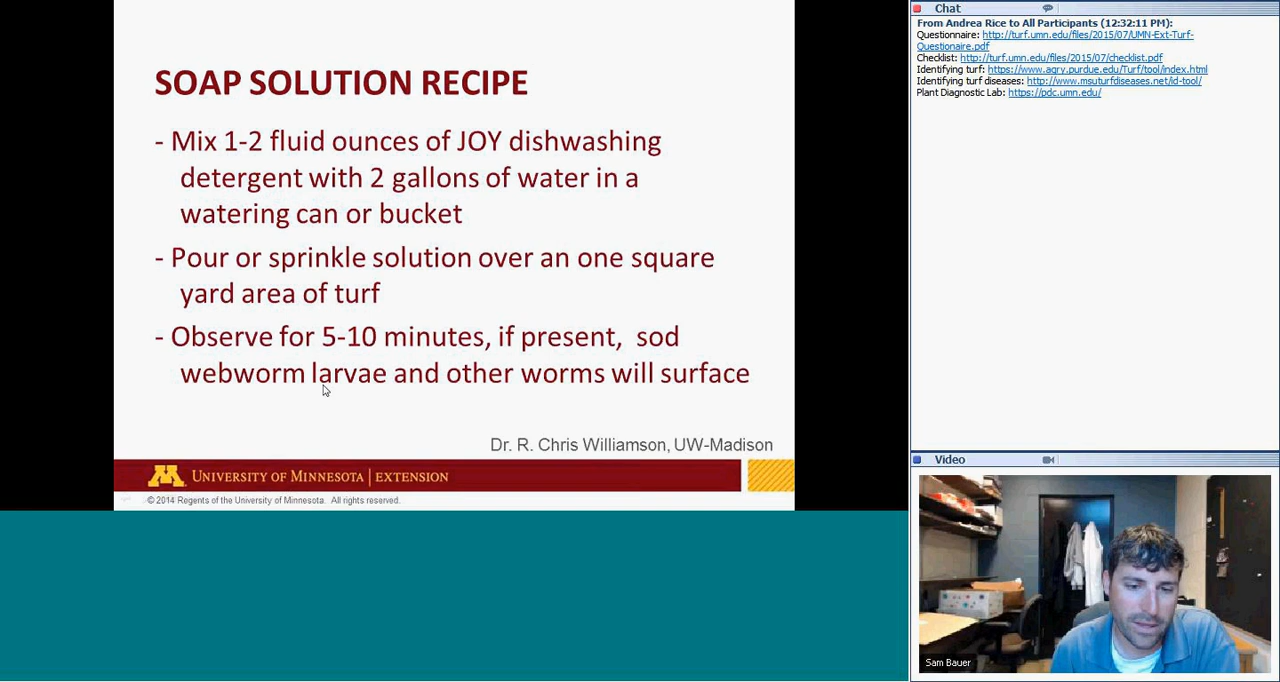 SOAP SOLUTION RECIPE
- Mix 1-2 fluid ounces of JOY dishwashing
detergent with 2 gallons of water in a
watering can or bucket
- Pour or sprinkle solution over an one square
yard area of turf
- Observe for 5-10 minutes, if present, sod
webworm larvae and other worms will surface
Dr. R. Chris Williamson, UW-Madison
M UNIVERSITY OF MINNESOTA | EXTENSION
© 2014 Regents of the University of Minnesota. All rights reserved.
Chat
From Andrea Rice to All Participants (12:32:11 PM):
Questionnaire: http://turf.umn.edu/files/2015/07/UMN-Ext-Turf-
Questionaire.pdf
Checklist: http://turf.umn.edu/files/2015/07/checklist.pdf
Identifying turf: https://www.agry.purdue.edu/Turf/tool/index.html
Identifying turf diseases: http://www.msuturfdiseases.net/id-tool/
Plant Diagnostic Lab: https://pdc.umn.edu/
Video
Sam Bauer